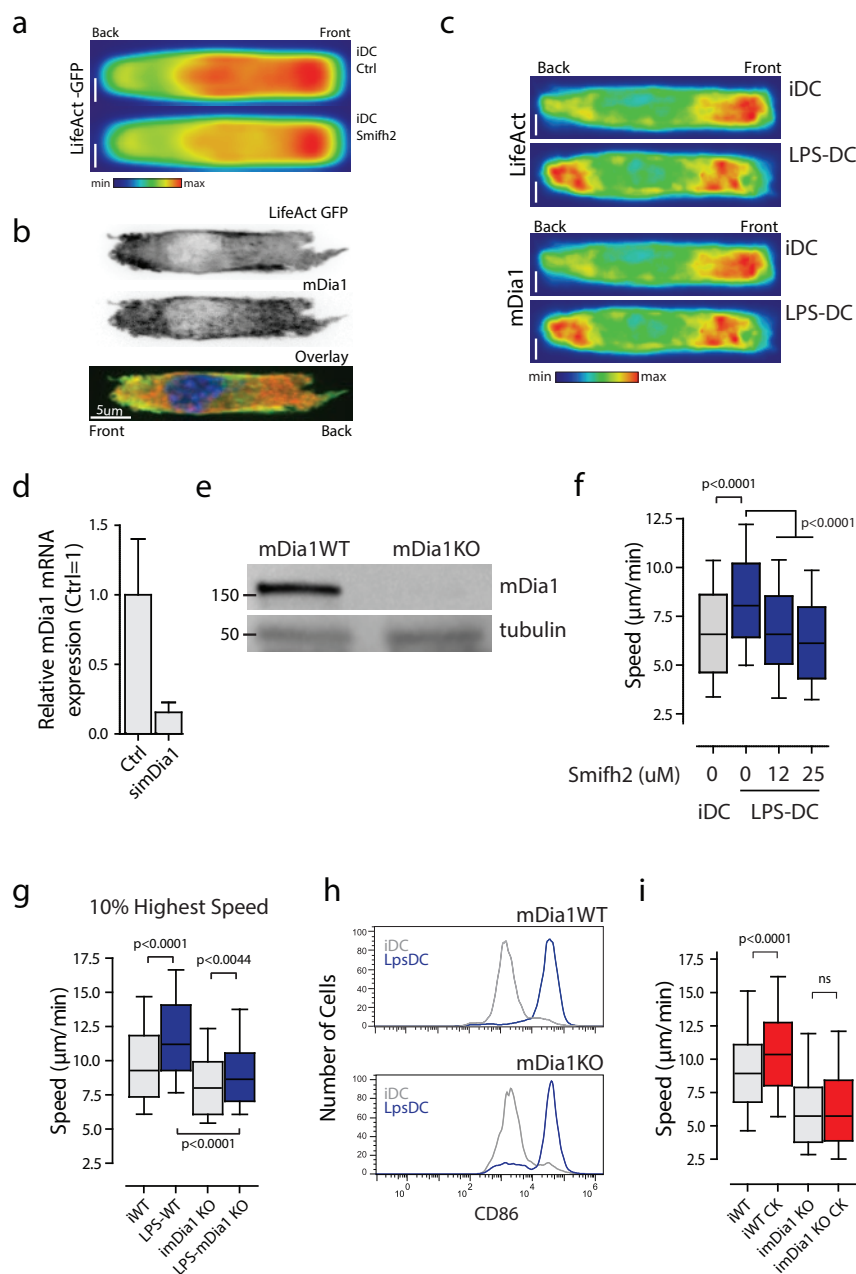 a
Back Front
LifeAct -GFP
iDC
Ctrl
iDC
Smifh2
min max
b
LifeAct GFP
mDia1
Overlay
5um
Front Back
c
Back Front
LifeAct
iDC
LPS-DC
Back Front
mDia1
iDC
LPS-DC
min max
d
Relative mDia1 mRNA
expression (Ctrl=1)
1.5
1.0
0.5
0.0
Ctrl
simDia1
e
mDia1WT mDia1KO
150
mDia1
50
tubulin
f
p<0.0001
p<0.0001
Speed (µm/min)
12.5
10.0
7.5
5.0
2.5
Smifh2 (uM) 0 0 12 25
iDC LPS-DC
g
10% Highest Speed
p<0.0001
p<0.0044
p<0.0001
Speed (µm/min)
17.5
15.0
12.5
10.0
7.5
5.0
2.5
iWT
LPS-WT
imDia1 KO
LPS-mDia1 KO
h
mDia1WT
iDC
LpsDC
100
80
60
40
20
0
mDia1KO
iDC
LpsDC
100
80
60
40
20
0
Number of Cells
10⁰ 10² 10⁴ 10⁶
CD86
i
p<0.0001
ns
Speed (µm/min)
17.5
15.0
12.5
10.0
7.5
5.0
2.5
iWT
iWT CK
imDia1 KO
imDia1 KO CK